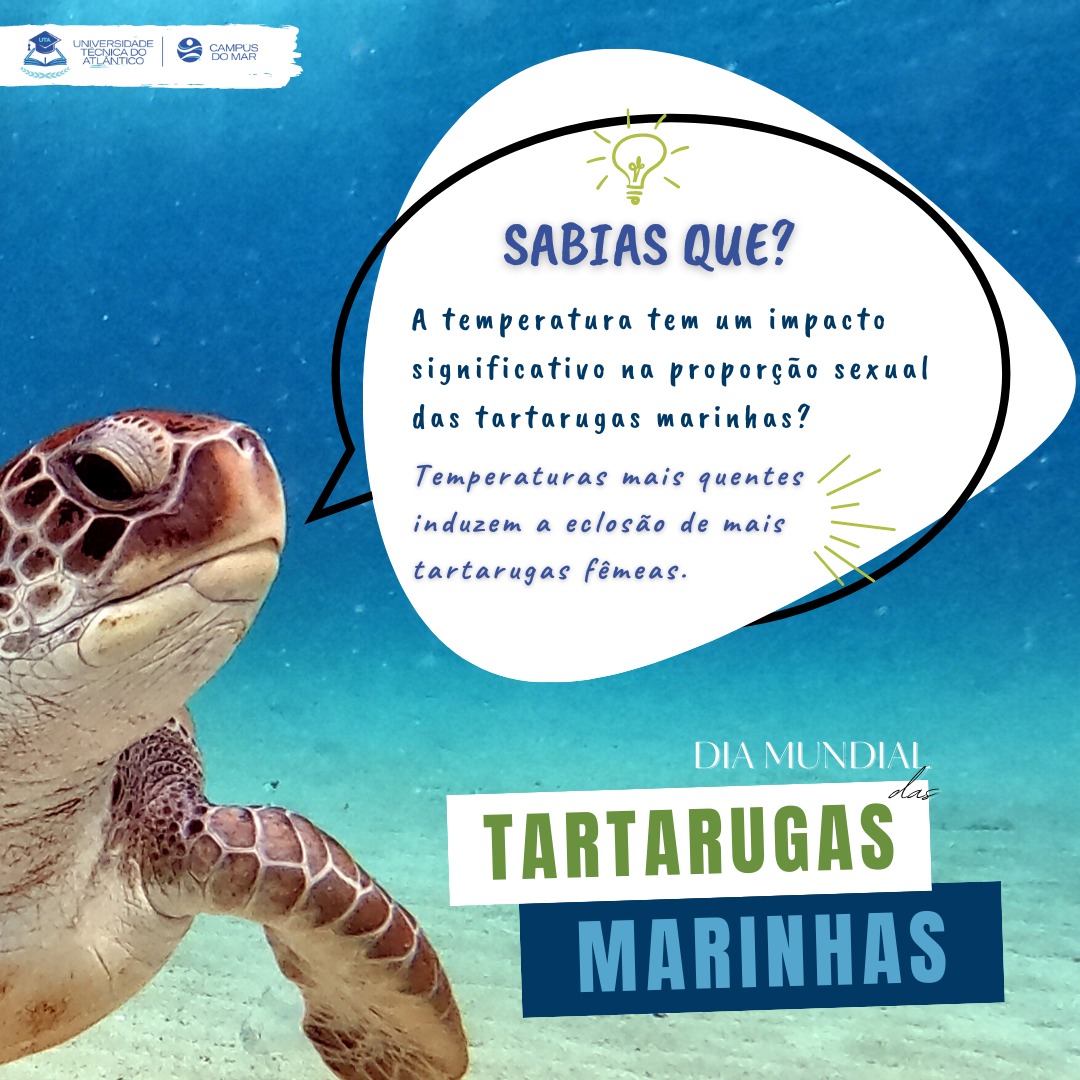 UTA
UNIVERSIDADE
TÉCNICA DO
ATLÂNTICO
CAMPUS
DO MAR
SABIAS QUE?
A temperatura tem um impacto
significativo na proporção sexual
das tartarugas marinhas?
Temperaturas mais quentes
induzem a eclosão de mais
tartarugas fêmeas.
DIA MUNDIAL
das
TARTARUGAS
MARINHAS